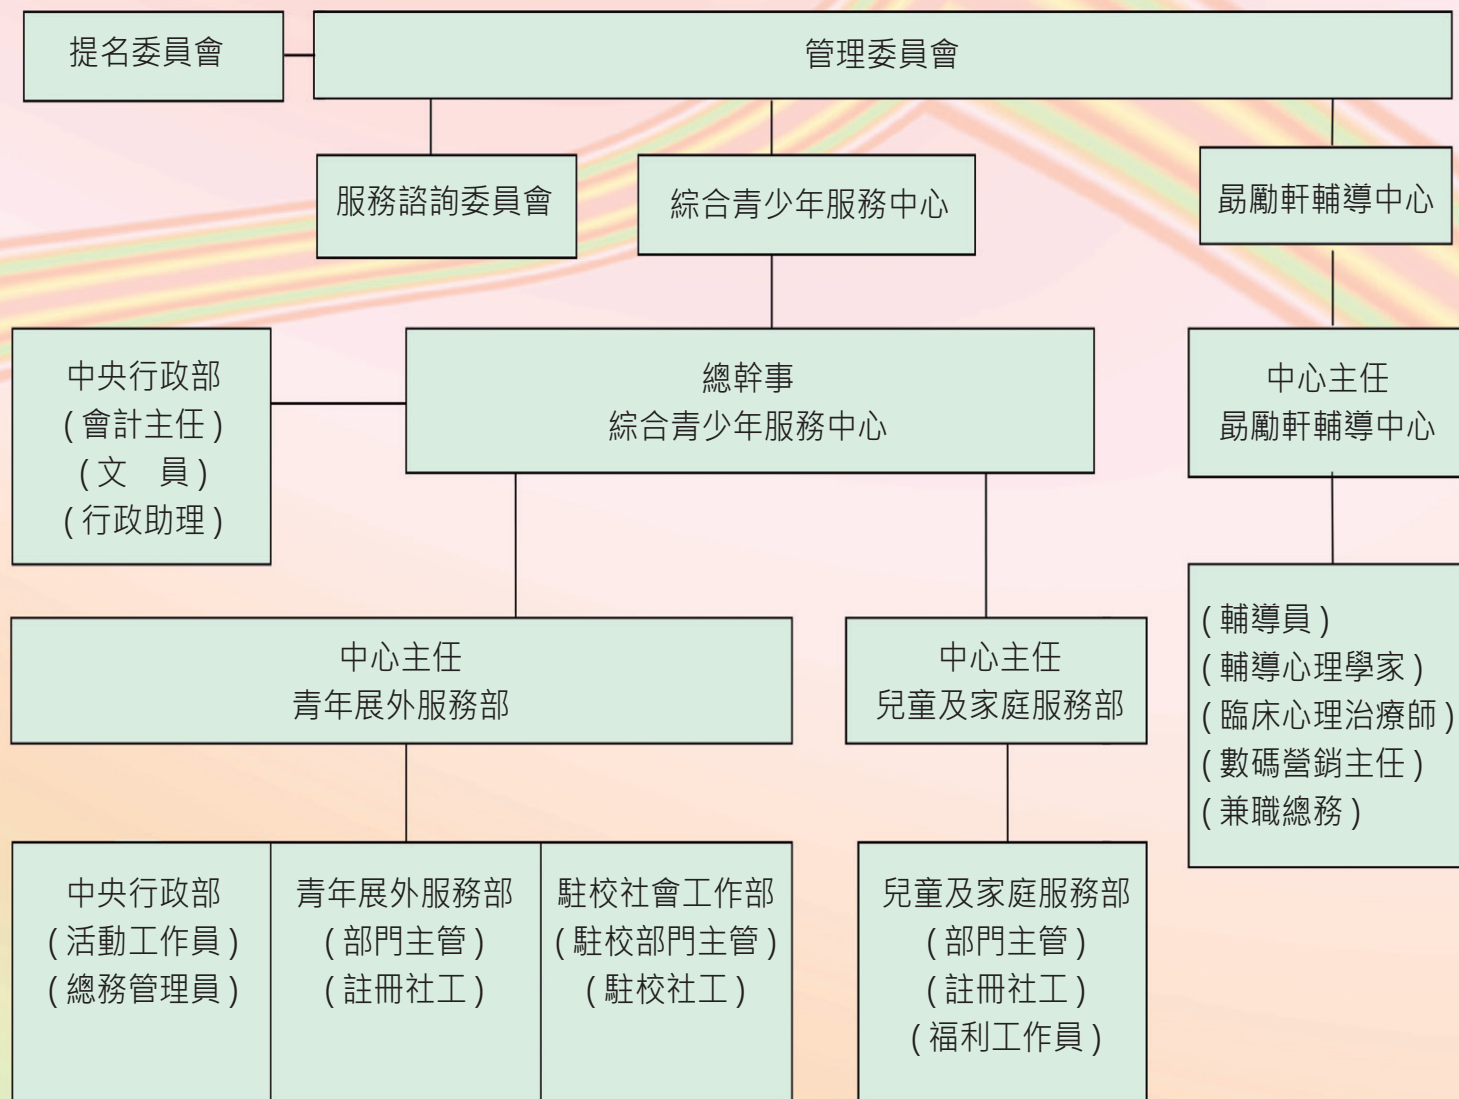 提名委員會
管理委員會
服務諮詢委員會
綜合青少年服務中心
勗勵軒輔導中心
中央行政部
(會計主任)
(文　員)
(行政助理)
總幹事
綜合青少年服務中心
中心主任
勗勵軒輔導中心
中心主任
青年展外服務部
中心主任
兒童及家庭服務部
(輔導員)
(輔導心理學家)
(臨床心理治療師)
(數碼營銷主任)
(兼職總務)
中央行政部
(活動工作員)
(總務管理員)
青年展外服務部
(部門主管)
(註冊社工)
駐校社會工作部
(駐校部門主管)
(駐校社工)
兒童及家庭服務部
(部門主管)
(註冊社工)
(福利工作員)